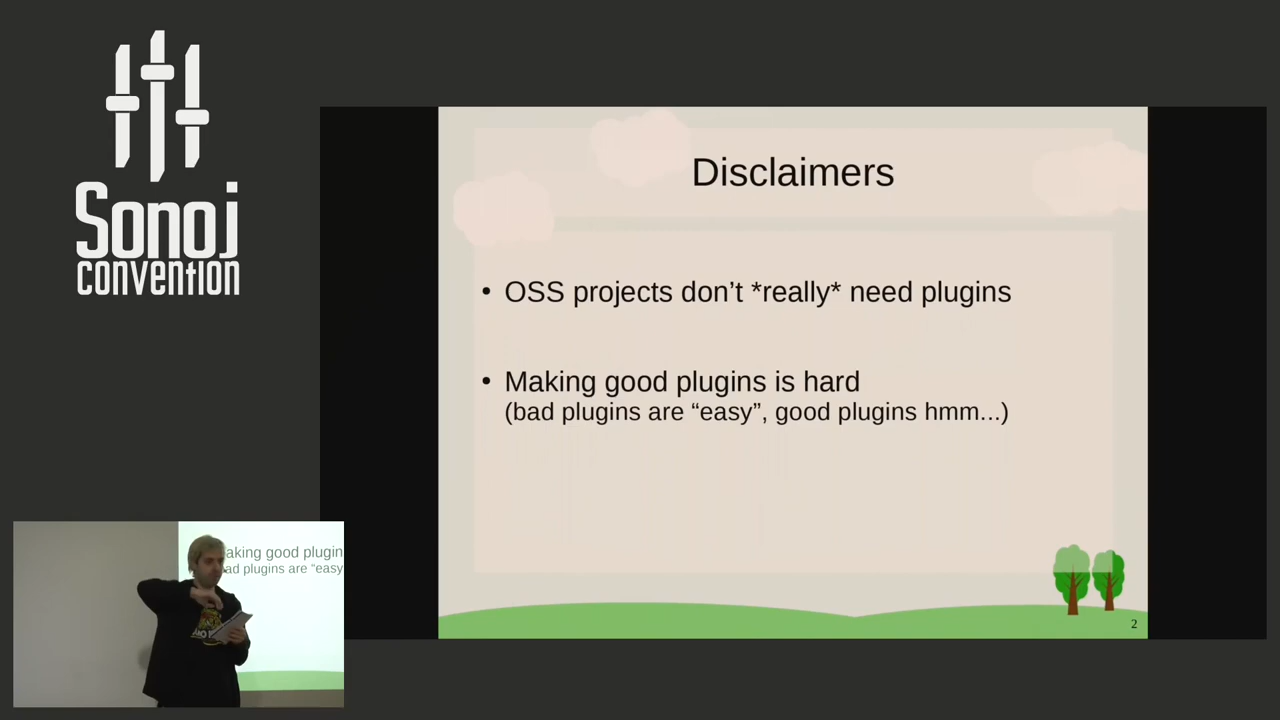 Sonoj
convention
Disclaimers
• OSS projects don’t *really* need plugins
• Making good plugins is hard
(bad plugins are “easy”, good plugins hmm...)
2
aking good plugin
ad plugins are “easy